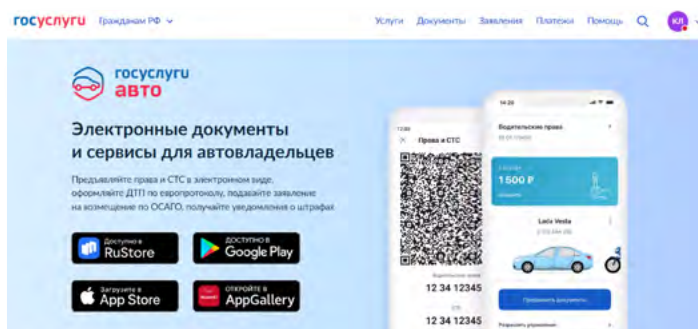 госуслуги Гражданам РФ Услуги Документы Заявления Платежи Помощь КЛ
госуслуги
авто
Электронные документы
и сервисы для автовладельцев
Предъявляйте права и СТС в электронном виде,
оформляйте ДТП по европротоколу, подавайте заявление
на возмещение по ОСАГО, получайте уведомления о штрафах
Доступно в
RuStore
ДОСТУПНО В
Google Play
Загрузите в
App Store
ОТКРОЙТЕ В
AppGallery
Права и СТС
12 34 12345
СТС
12 34 12345
14:28
Водительские права
1 500 ₽
Lada Vesta
Предъявить документы